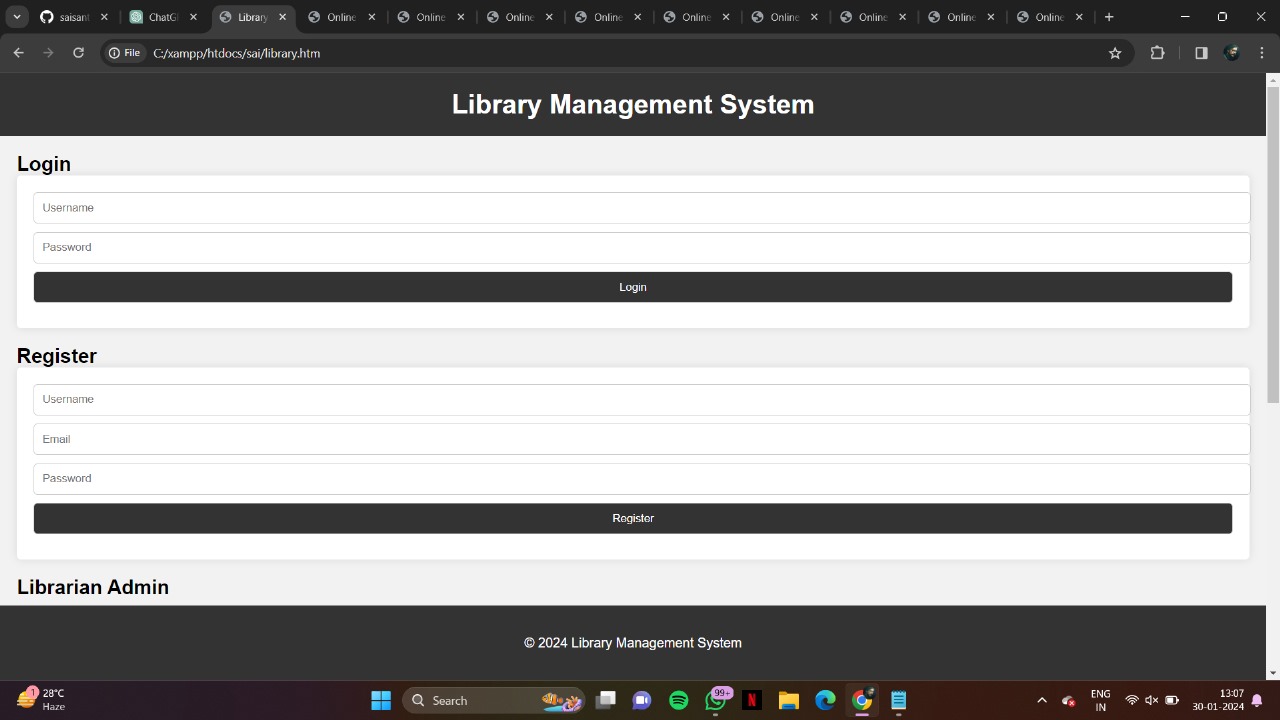 saisant
ChatG
Library
Online
Online
Online
Online
Online
Online
Online
Online
Online
File C:/xampp/htdocs/sai/library.htm
Library Management System
Login
Username
Password
Login
Register
Username
Email
Password
Register
Librarian Admin
© 2024 Library Management System
1
28°C
Haze
Search
99+
N
ENG
IN
13:07
30-01-2024